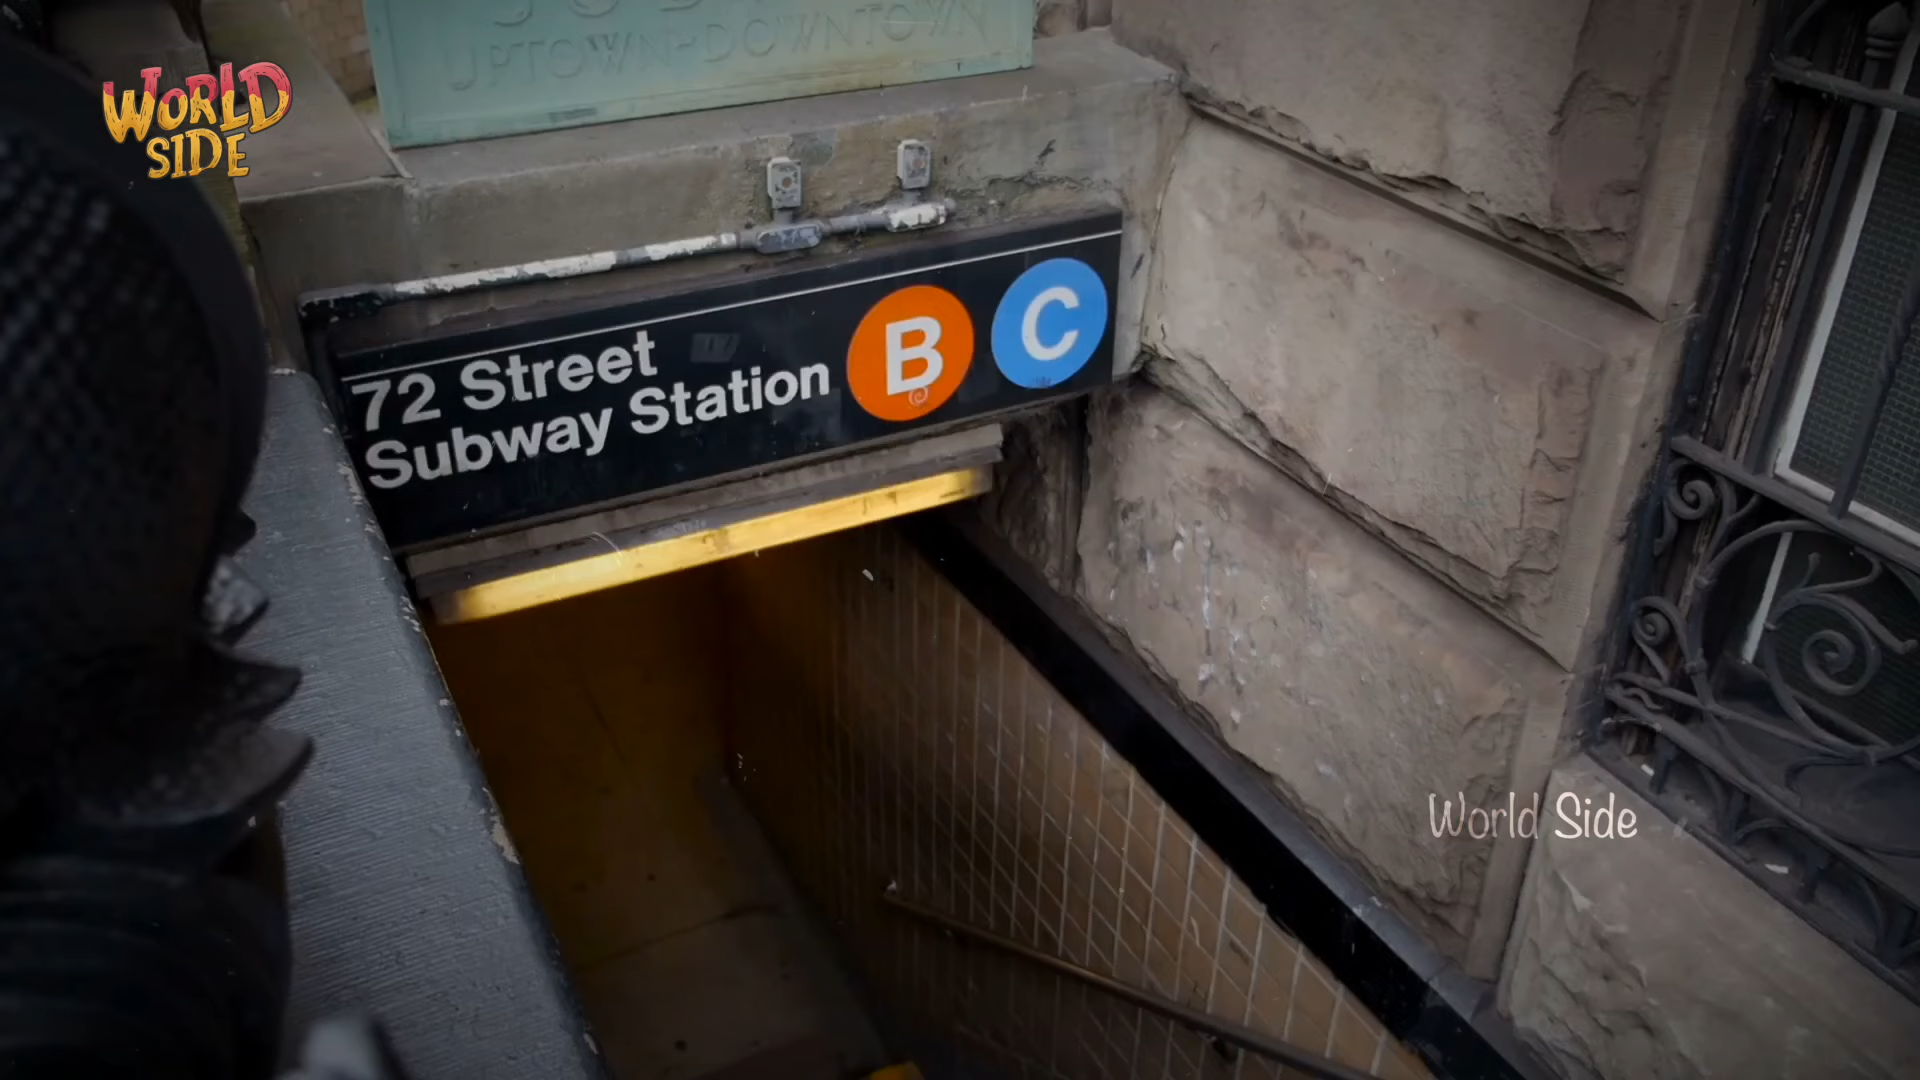 UPTOWN-DOWNTOWN
WORLD
SIDE
72 Street
Subway Station
B C
World Side